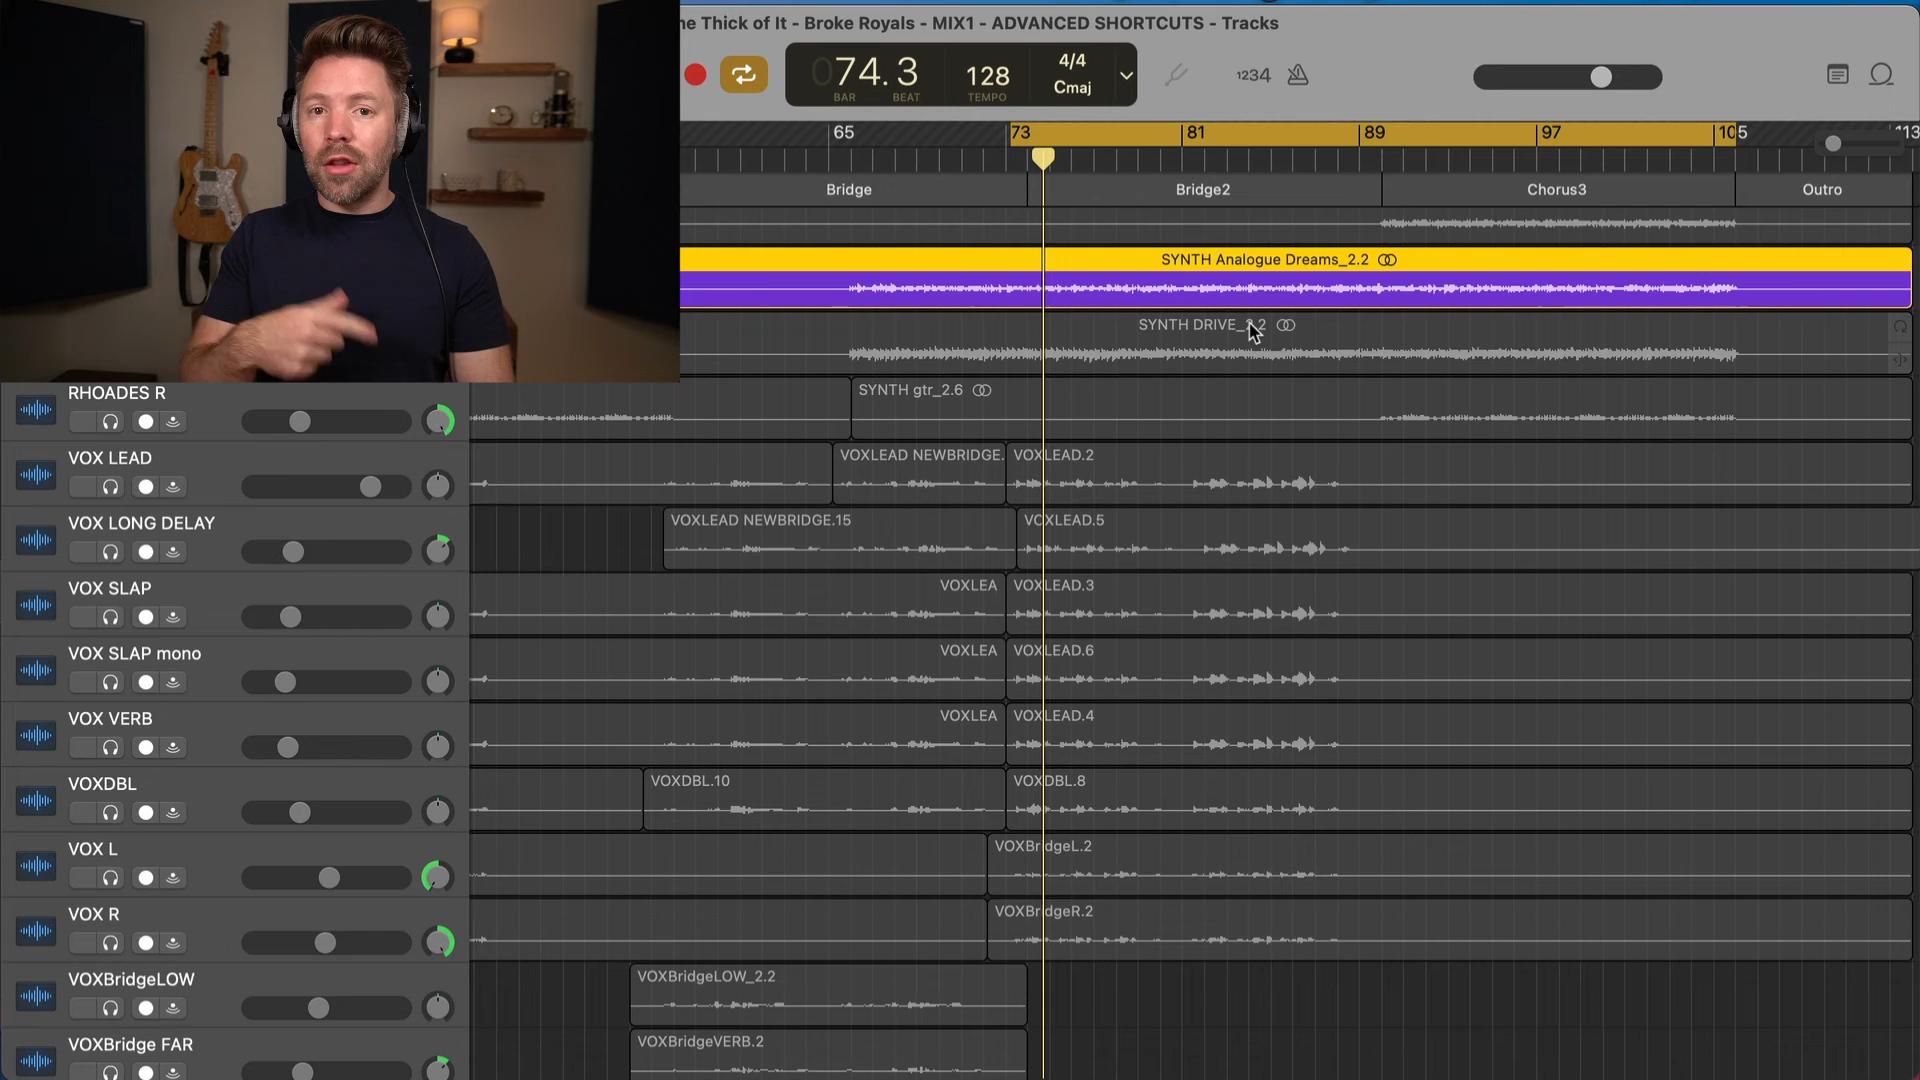 ne Thick of It - Broke Royals - MIX1 - ADVANCED SHORTCUTS - Tracks
074.3
BAR
BEAT
128
TEMPO
4/4
Cmaj
1234
65
73
81
89
97
105
113
Bridge
Bridge2
Chorus3
Outro
SYNTH Analogue Dreams_2.2
SYNTH DRIVE_2.2
RHOADES R
SYNTH gtr_2.6
VOX LEAD
VOXLEAD NEWBRIDGE.
VOXLEAD.2
VOX LONG DELAY
VOXLEAD NEWBRIDGE.15
VOXLEAD.5
VOX SLAP
VOXLEA
VOXLEAD.3
VOX SLAP mono
VOXLEA
VOXLEAD.6
VOX VERB
VOXLEA
VOXLEAD.4
VOXDBL
VOXDBL.10
VOXDBL.8
VOX L
VOXBridgeL.2
VOX R
VOXBridgeR.2
VOXBridgeLOW
VOXBridgeLOW_2.2
VOXBridge FAR
VOXBridgeVERB.2